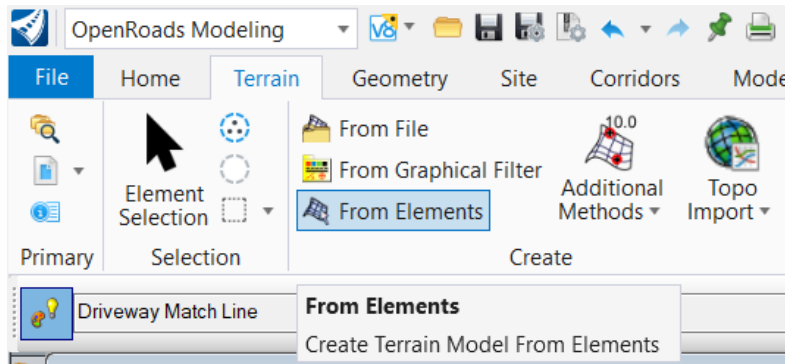 OpenRoads Modeling
File Home Terrain Geometry Site Corridors Mode
From File
10.0
From Graphical Filter
Element Selection
From Elements
Additional Methods
Topo Import
Primary Selection Create
Driveway Match Line
From Elements
Create Terrain Model From Elements